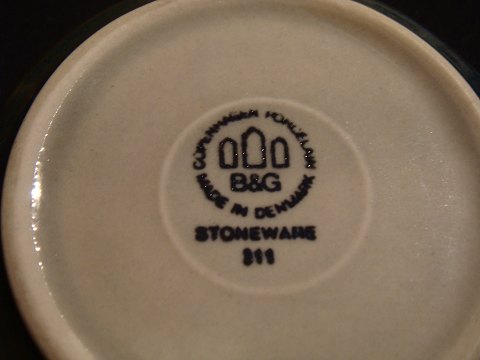 COPENHAGEN PORCELAIN
B&G
MADE IN DENMARK
STONEWARE
311